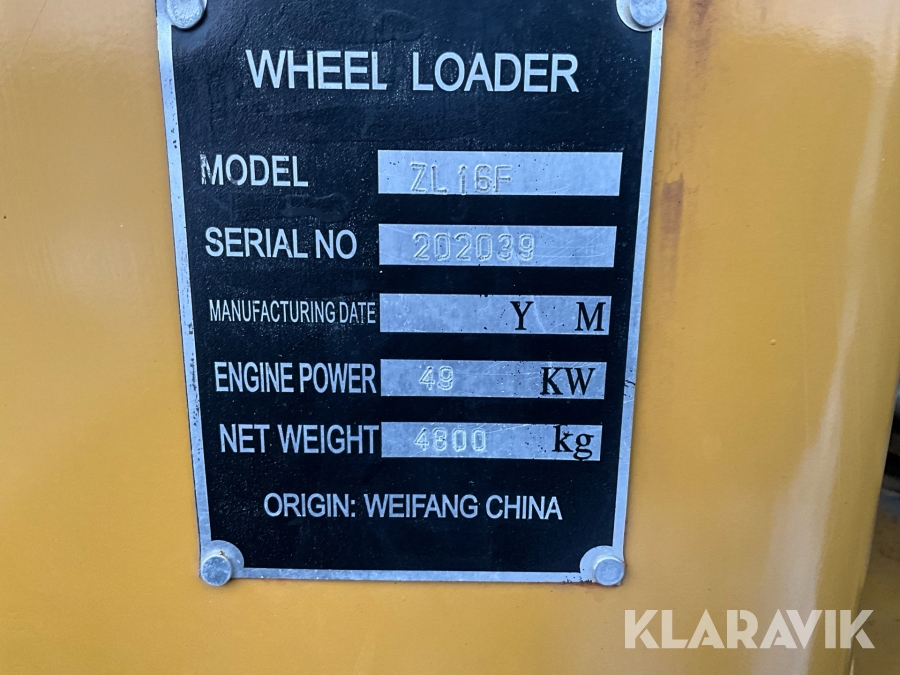 WHEEL LOADER
MODEL ZL16F
SERIAL NO 202039
MANUFACTURING DATE Y M
ENGINE POWER 49 KW
NET WEIGHT 4800 kg
ORIGIN: WEIFANG CHINA
KLARAVIK